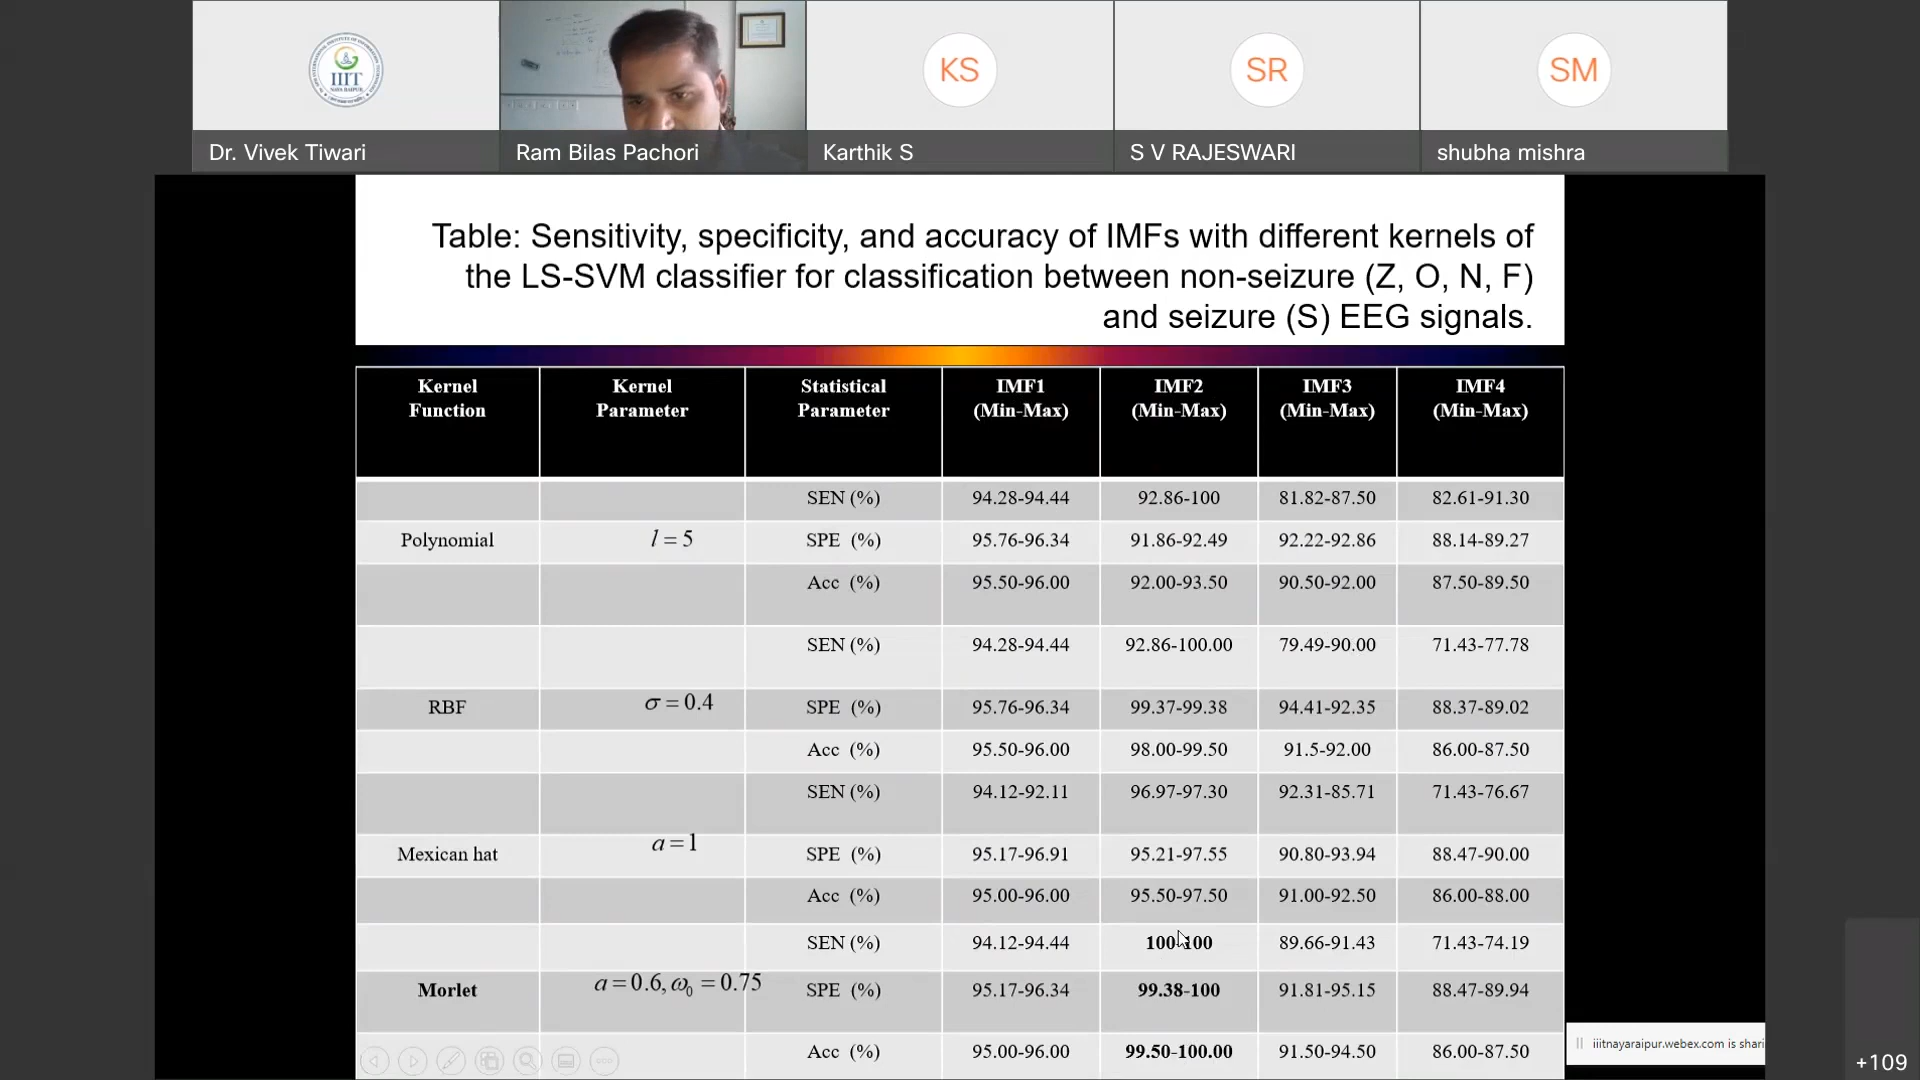 IIIT
NAYA RAIPUR
KS
SR
SM
Dr. Vivek Tiwari
Ram Bilas Pachori
Karthik S
S V RAJESWARI
shubha mishra
Table: Sensitivity, specificity, and accuracy of IMFs with different kernels of
the LS-SVM classifier for classification between non-seizure (Z, O, N, F)
and seizure (S) EEG signals.
Kernel Function Kernel Parameter Statistical Parameter IMF1 (Min-Max) IMF2 (Min-Max) IMF3 (Min-Max) IMF4 (Min-Max)
SEN (%) 94.28-94.44 92.86-100 81.82-87.50 82.61-91.30
Polynomial l = 5 SPE (%) 95.76-96.34 91.86-92.49 92.22-92.86 88.14-89.27
Acc (%) 95.50-96.00 92.00-93.50 90.50-92.00 87.50-89.50
SEN (%) 94.28-94.44 92.86-100.00 79.49-90.00 71.43-77.78
RBF σ = 0.4 SPE (%) 95.76-96.34 99.37-99.38 94.41-92.35 88.37-89.02
Acc (%) 95.50-96.00 98.00-99.50 91.5-92.00 86.00-87.50
SEN (%) 94.12-92.11 96.97-97.30 92.31-85.71 71.43-76.67
Mexican hat a = 1 SPE (%) 95.17-96.91 95.21-97.55 90.80-93.94 88.47-90.00
Acc (%) 95.00-96.00 95.50-97.50 91.00-92.50 86.00-88.00
SEN (%) 94.12-94.44 100-100 89.66-91.43 71.43-74.19
Morlet a = 0.6, ω0 = 0.75 SPE (%) 95.17-96.34 99.38-100 91.81-95.15 88.47-89.94
Acc (%) 95.00-96.00 99.50-100.00 91.50-94.50 86.00-87.50
iiitnayaraipur.webex.com is shari
+109